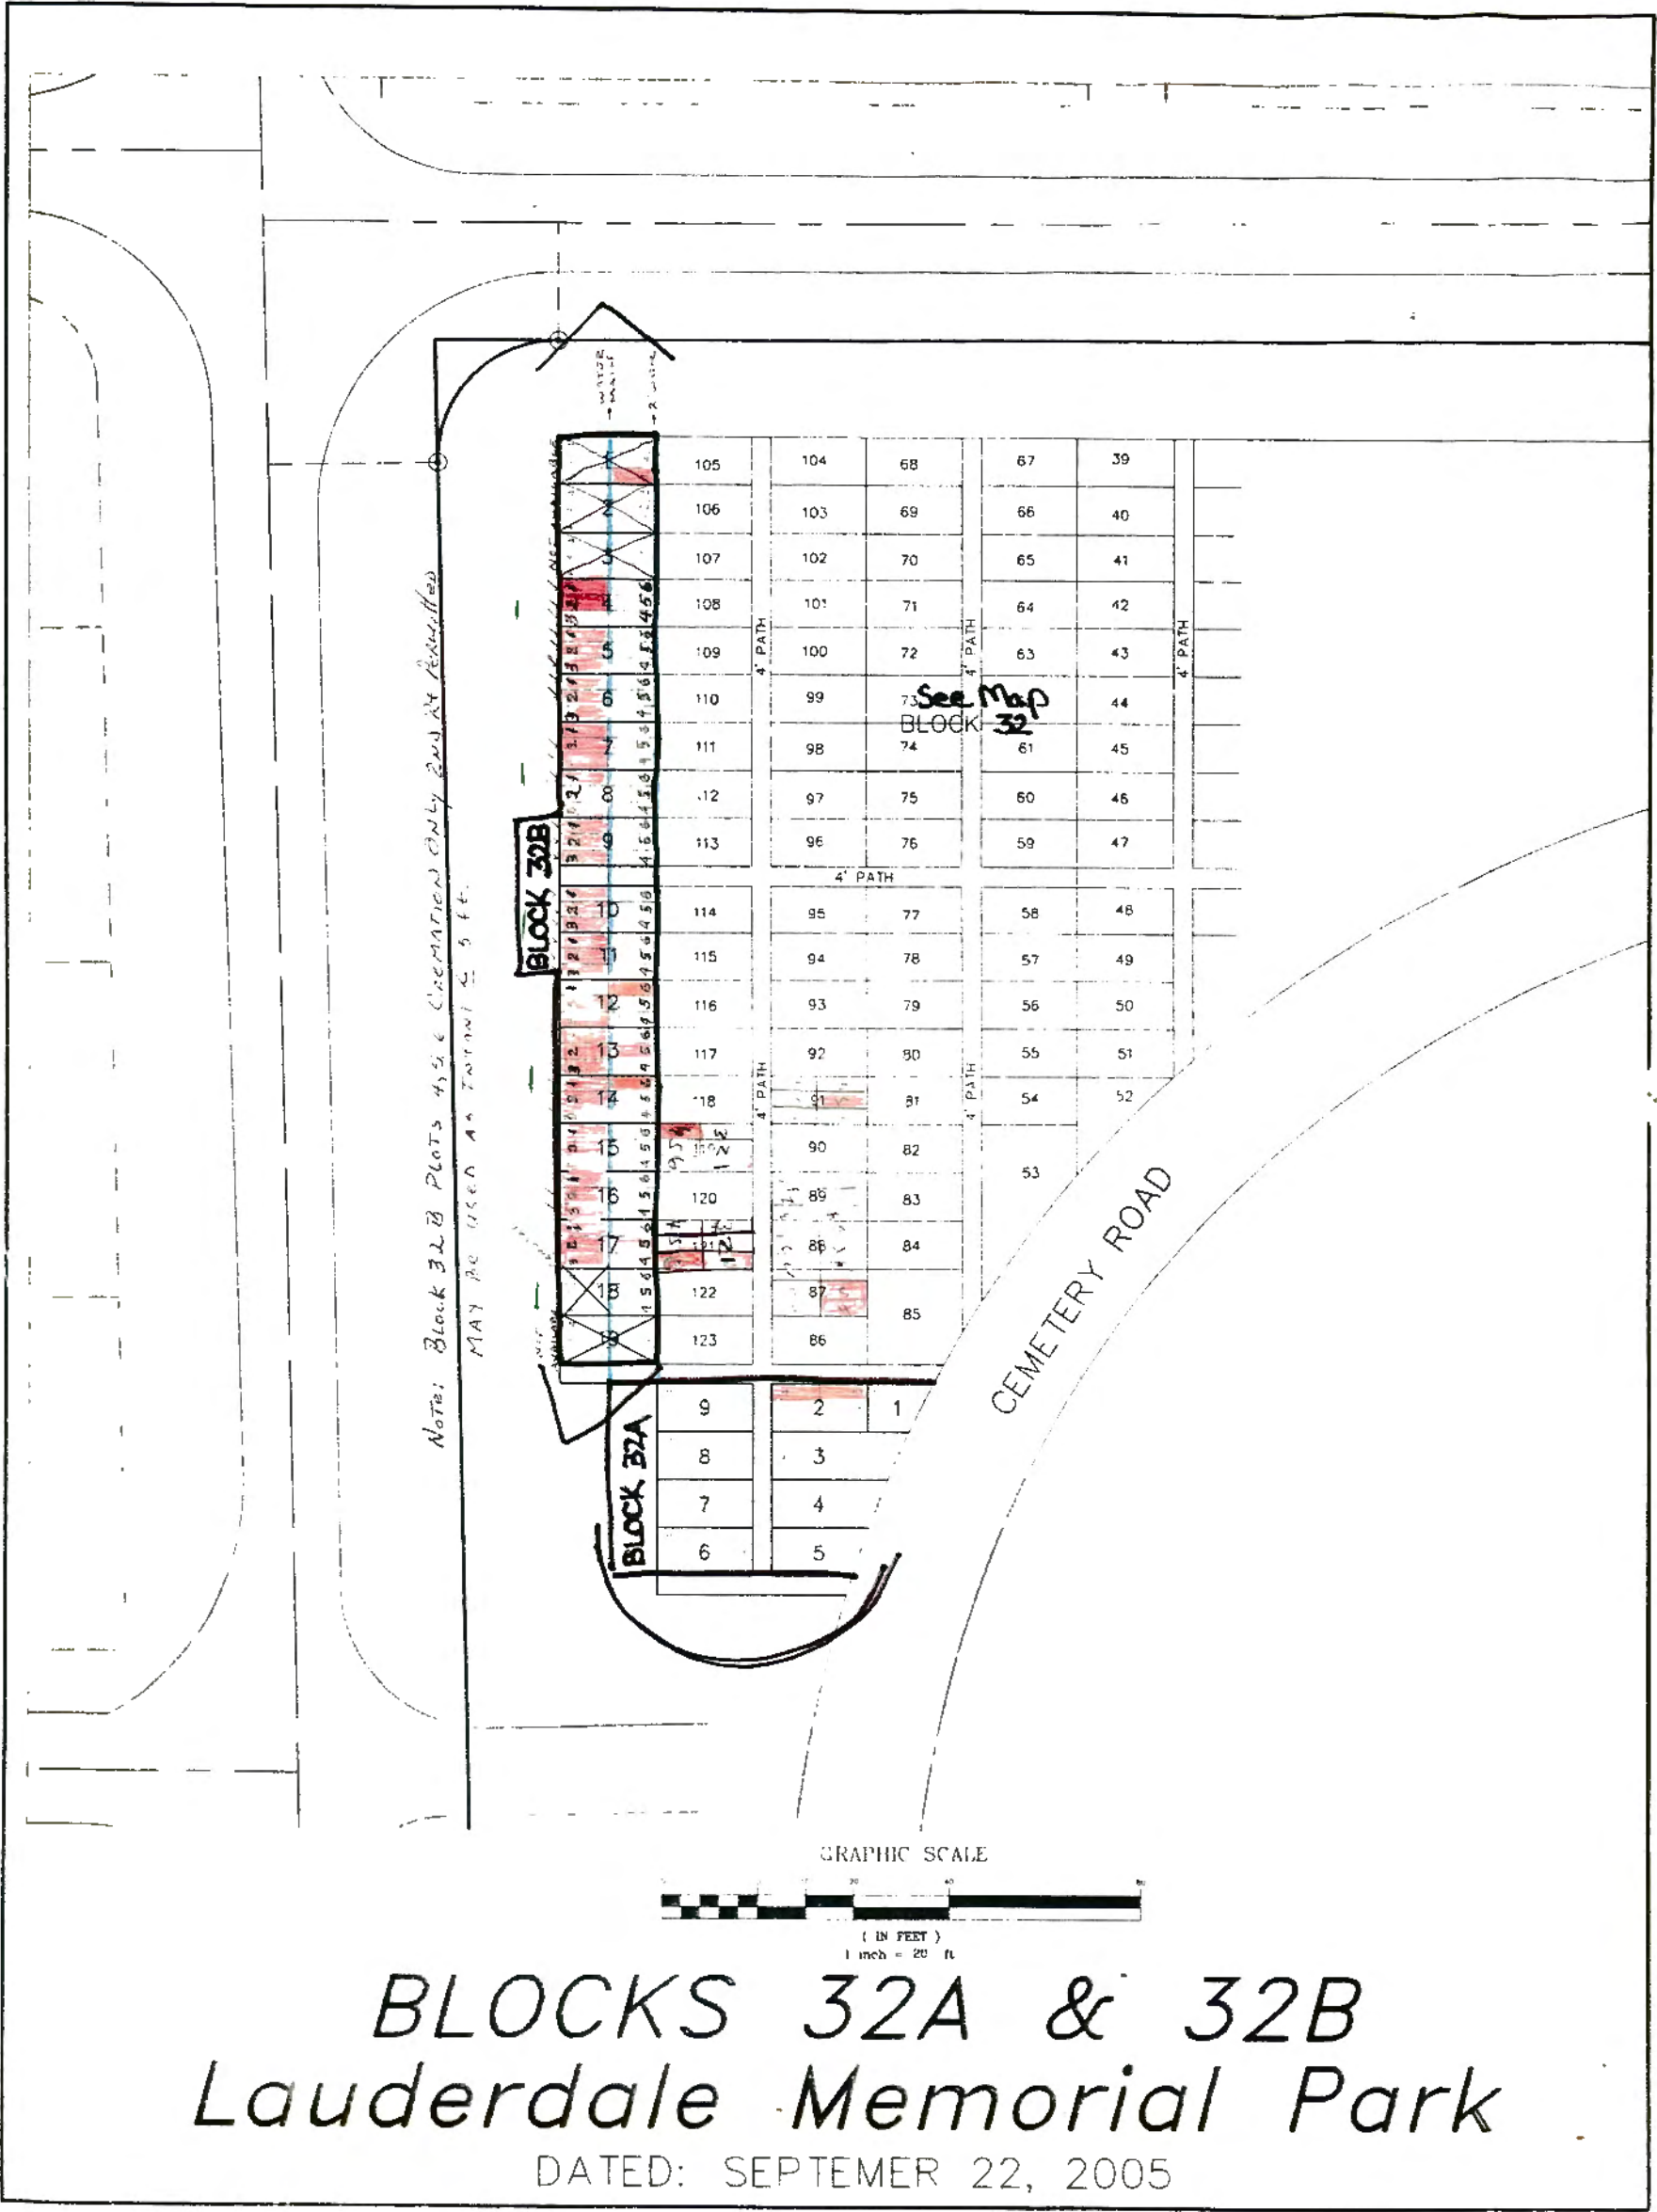 WATER
MAIN
1 105 104 68 67 39
2 106 103 69 66 40
3 107 102 70 65 41
4 456 108 101 71 64 42
5 109 100 72 63 43
6 110 99 73 44
See Map
BLOCK 32
7 111 98 74 61 45
8 112 97 75 60 46
9 113 96 76 59 47
4' PATH
4' PATH
4' PATH
4' PATH
10 114 95 77 58 48
11 115 94 78 57 49
12 116 93 79 56 50
13 117 92 80 55 51
14 118 91 81 54 52
15 90 82 53
16 120 89 83
17 121 88 84
18 122 87 85
19 123 86
4' PATH
4' PATH
BLOCK 32B
NOTE: Block 32B PLOTS 4,5,6 CREMATION ONLY 2ND RT PERMITTED
MAY BE USED AS INFANT 5 ft.
9 2 1
8 3
7 4
6 5
BLOCK 32A
CEMETERY ROAD
GRAPHIC SCALE
( IN FEET )
1 inch = 20 ft
BLOCKS 32A & 32B
Lauderdale Memorial Park
DATED: SEPTEMER 22, 2005